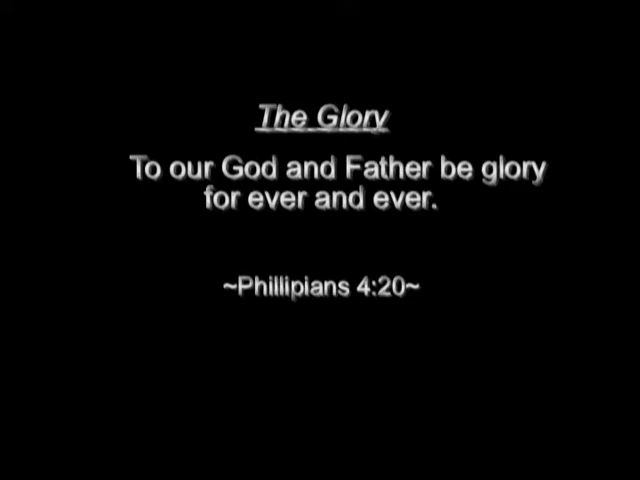 The Glory
To our God and Father be glory
for ever and ever.
~Phillipians 4:20~